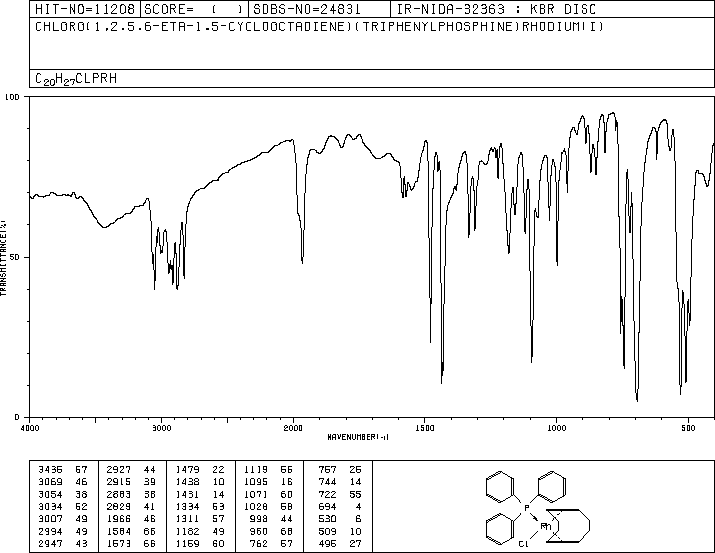 HIT-NO=11208 SCORE= ( ) SDBS-NO=24831 IR-NIDA-32363 : KBR DISC
CHLORO(1,2,5,6-ETA-1,5-CYCLOOCTADIENE)(TRIPHENYLPHOSPHINE)RHODIUM(I)
C20H27CLPRH
100
50
0
TRANSMITTANCE(%)
4000 3000 2000 1500 1000 500
WAVENUMBER(-1)
3436 57 2927 44 1479 22 1119 55 757 25
3069 46 2915 39 1438 10 1095 16 744 14
3054 38 2883 38 1431 14 1071 60 722 55
3034 52 2829 41 1334 53 1028 58 694 4
3007 49 1966 46 1311 57 998 44 530 6
2994 49 1584 66 1182 49 960 68 509 10
2947 43 1573 66 1159 60 762 57 495 27
P
Rh
Cl